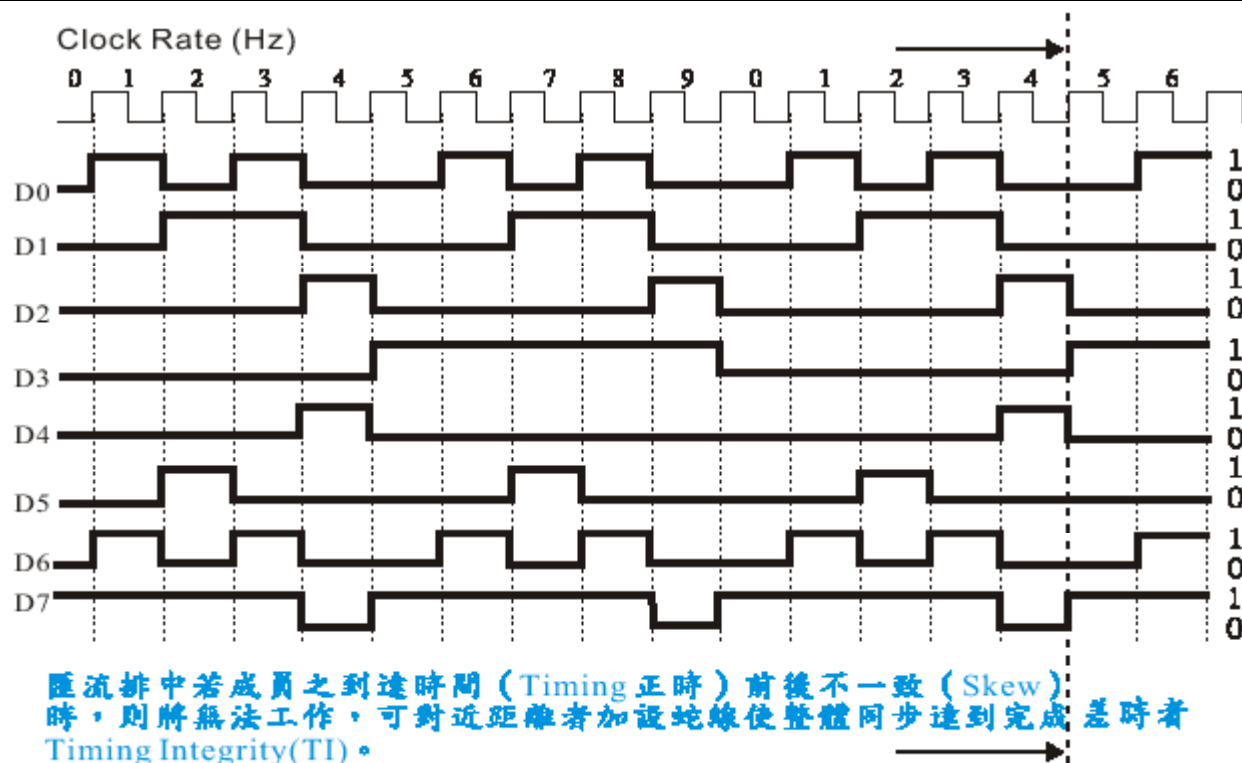 Clock Rate (Hz)
0 1 2 3 4 5 6 7 8 9 0 1 2 3 4 5 6
D0 1
0
D1 1
0
D2 1
0
D3 1
0
D4 1
0
D5 1
0
D6 1
0
D7 1
0
匯流排中若成員之到達時間（Timing 正時）前後不一致（Skew）
時，則將無法工作，可對近距離者加設蛇線使整體同步達到完成 差時者
Timing Integrity(TI)。